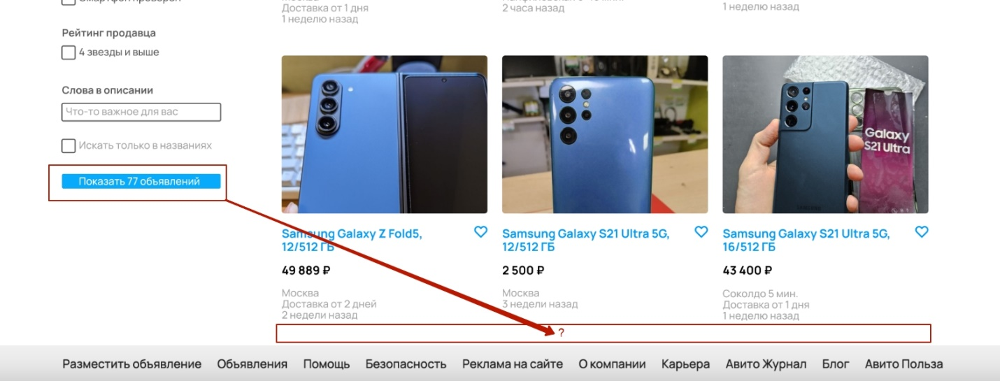 Доставка от 1 дня
1 неделю назад
2 часа назад
1 неделю назад
Рейтинг продавца
4 звезды и выше
Слова в описании
Что-то важное для вас
Искать только в названиях
Показать 77 объявлений
Galaxy
S21 Ultra
Samsung Galaxy Z Fold5,
12/512 ГБ
49 889 ₽
Москва
Доставка от 2 дней
2 недели назад
Samsung Galaxy S21 Ultra 5G,
12/512 ГБ
2 500 ₽
Москва
3 недели назад
Samsung Galaxy S21 Ultra 5G,
16/512 ГБ
43 400 ₽
Соколдо 5 мин.
Доставка от 1 дня
1 неделю назад
?
Разместить объявление Объявления Помощь Безопасность Реклама на сайте О компании Карьера Авито Журнал Блог Авито Польза